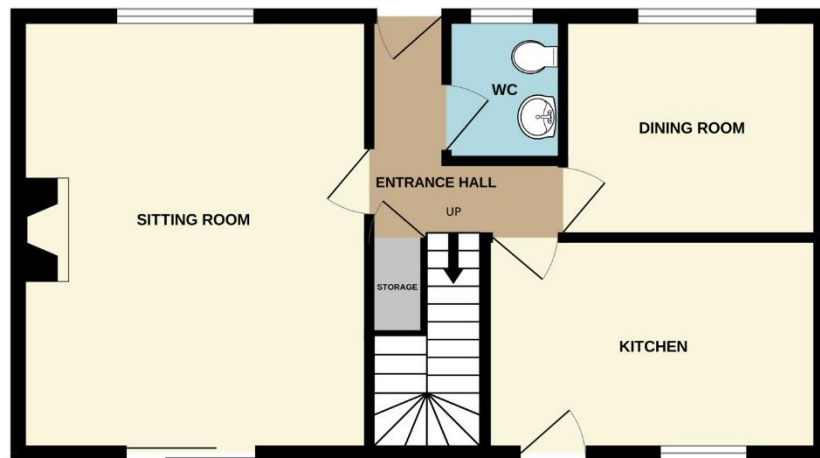 WC
DINING ROOM
ENTRANCE HALL
SITTING ROOM
UP
STORAGE
KITCHEN